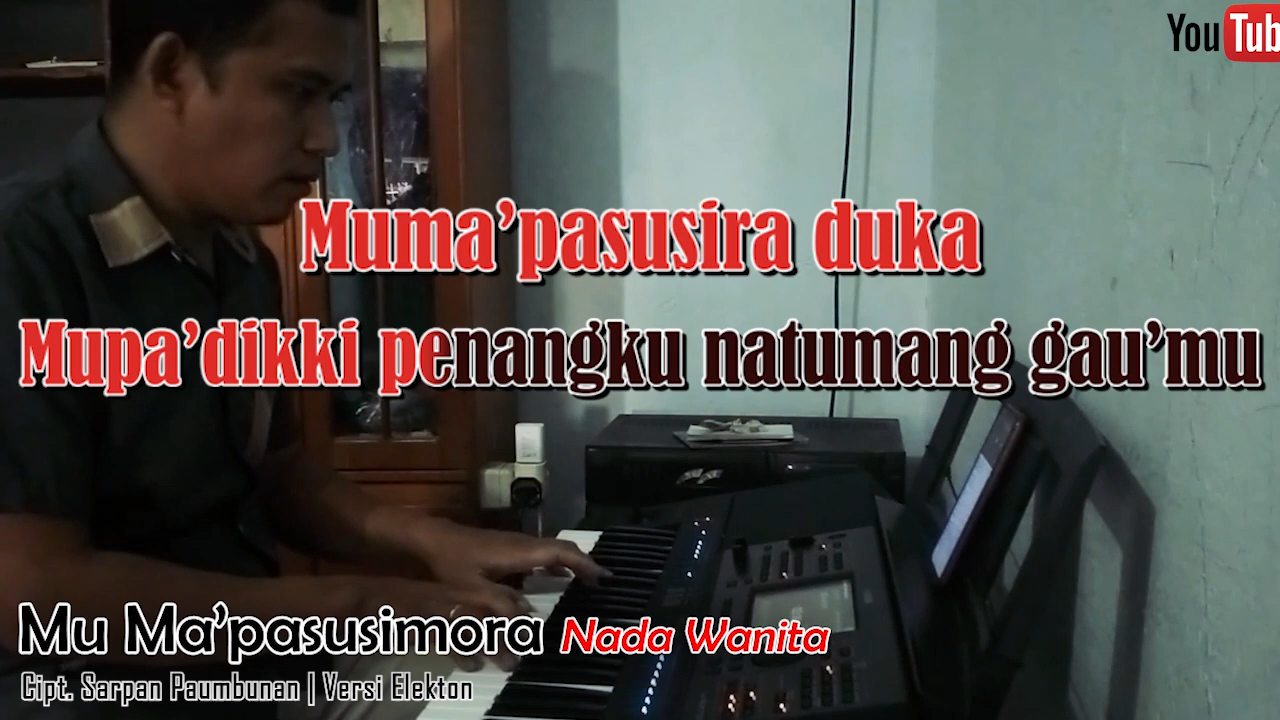 YouTub
Muma’pasusira duka
Mupa’dikki penangku natumang gau’mu
Mu Ma’pasusimora Nada Wanita
Cipt. Sarpan Paumbunan | Versi Elekton